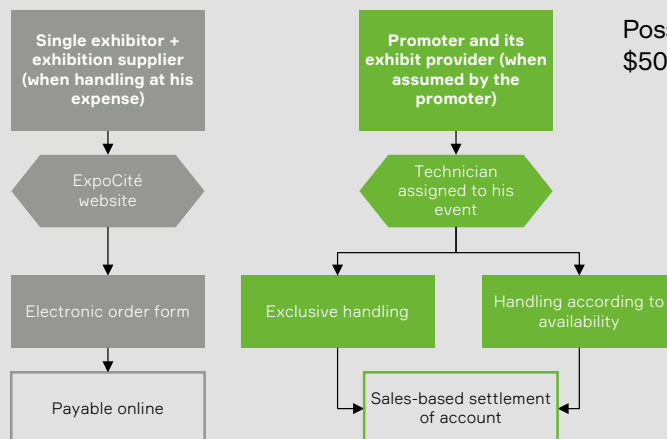 Single exhibitor +
exhibition supplier
(when handling at his
expense)
ExpoCité
website
Electronic order form
Payable online
Promoter and its
exhibit provider (when
assumed by the
promoter)
Technician
assigned to his
event
Exclusive handling
Handling according to
availability
Sales-based settlement
of account
$50